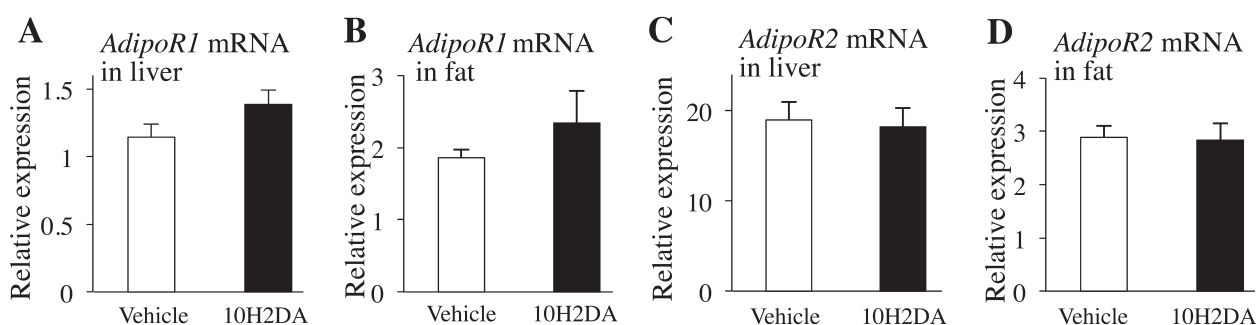 A
AdipoR1 mRNA
in liver
Relative expression
1.5
1
0.5
0
Vehicle 10H2DA
B
AdipoR1 mRNA
in fat
Relative expression
3
2
1
0
Vehicle 10H2DA
C
AdipoR2 mRNA
in liver
Relative expression
20
10
0
Vehicle 10H2DA
D
AdipoR2 mRNA
in fat
Relative expression
4
3
2
1
0
Vehicle 10H2DA